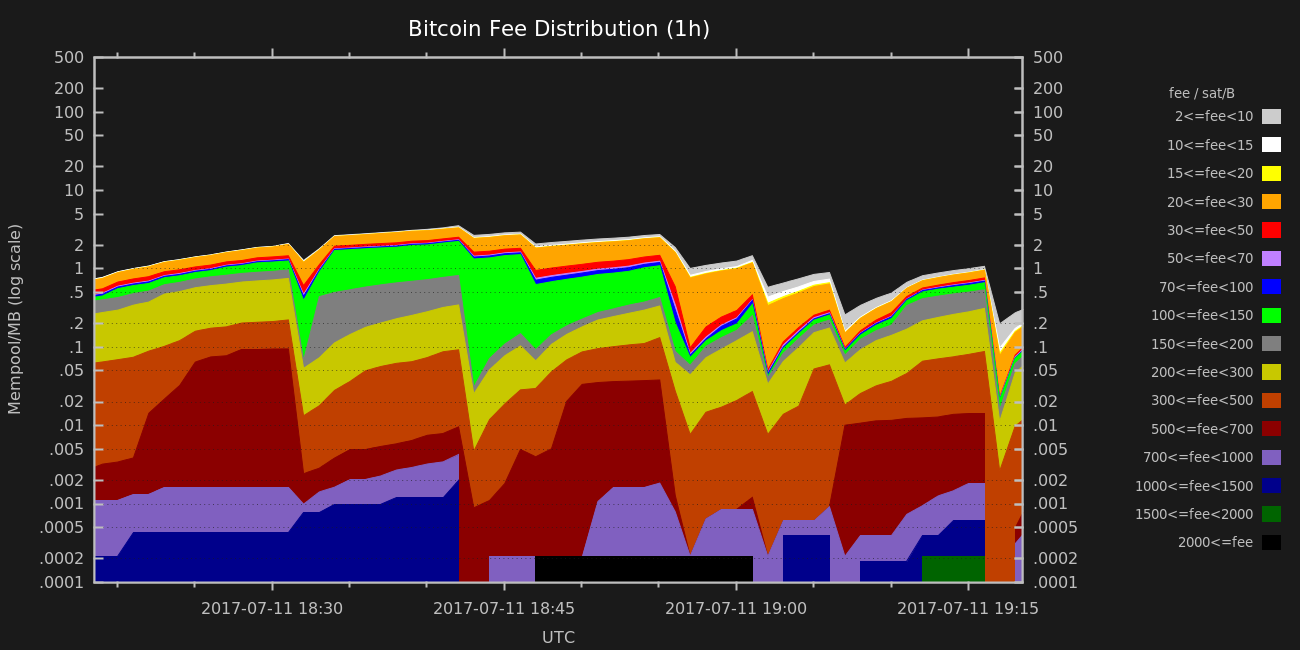 Bitcoin Fee Distribution (1h)
500 500
200 200
100 100
50 50
20 20
10 10
5 5
2 2
1 1
.5 .5
.2 .2
.1 .1
.05 .05
.02 .02
.01 .01
.005 .005
.002 .002
.001 .001
.0005 .0005
.0002 .0002
.0001 .0001
Mempool/MB (log scale)
2017-07-11 18:30 2017-07-11 18:45 2017-07-11 19:00 2017-07-11 19:15
UTC
fee / sat/B
2<=fee<10
10<=fee<15
15<=fee<20
20<=fee<30
30<=fee<50
50<=fee<70
70<=fee<100
100<=fee<150
150<=fee<200
200<=fee<300
300<=fee<500
500<=fee<700
700<=fee<1000
1000<=fee<1500
1500<=fee<2000
2000<=fee